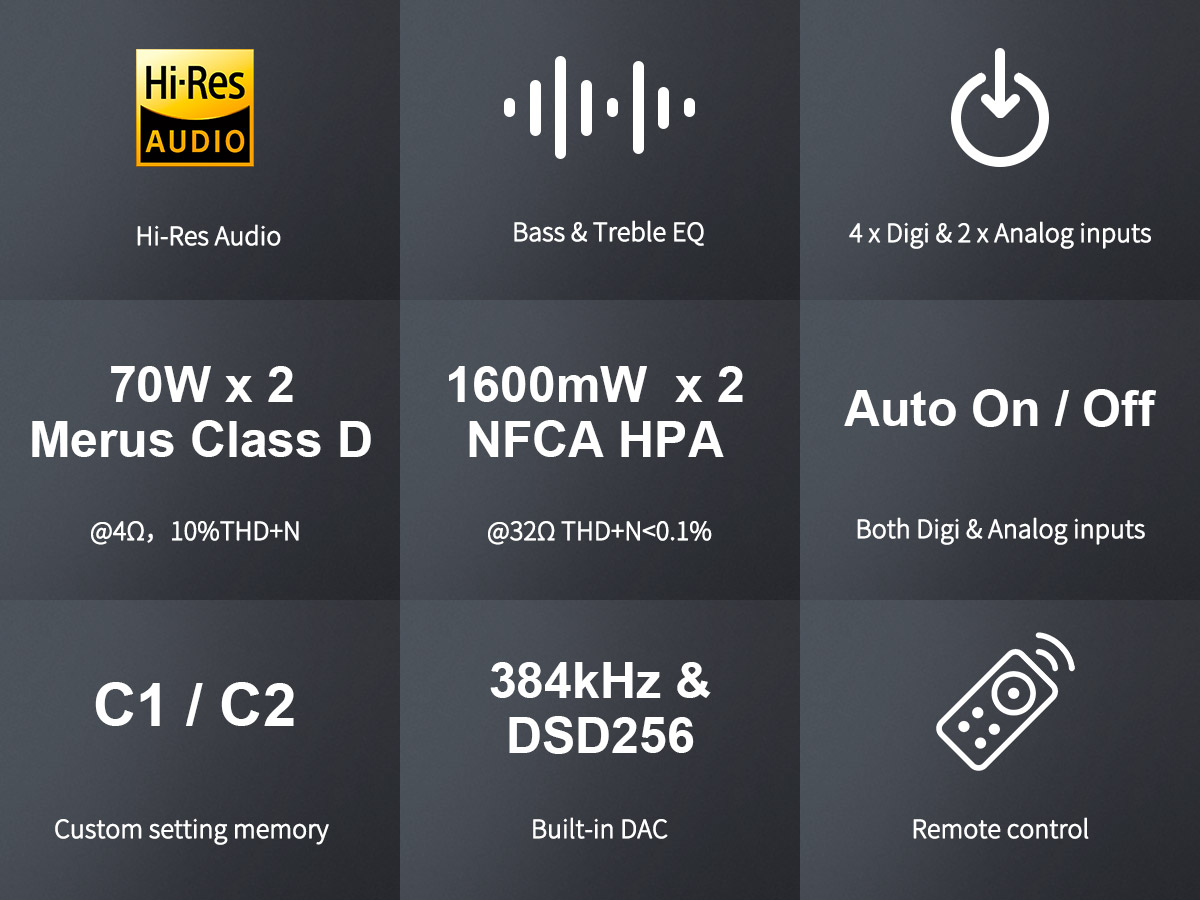 Hi-Res
AUDIO
Hi-Res Audio
Bass & Treble EQ
4 x Digi & 2 x Analog inputs
70W x 2
Merus Class D
@4Ω，10%THD+N
1600mW x 2
NFCA HPA
@32Ω THD+N<0.1%
Auto On / Off
Both Digi & Analog inputs
C1 / C2
Custom setting memory
384kHz &
DSD256
Built-in DAC
Remote control